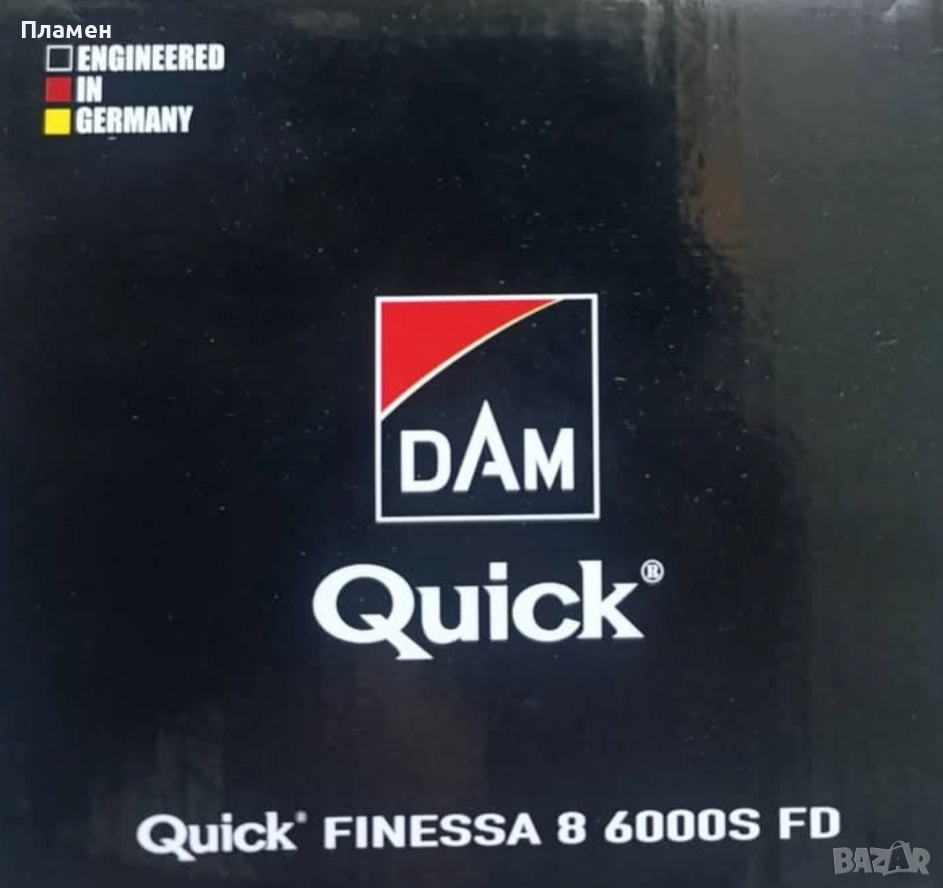 Пламен
ENGINEERED
IN
GERMANY
DAM
Quick®
Quick® FINESSA 8 6000S FD
BAZAR